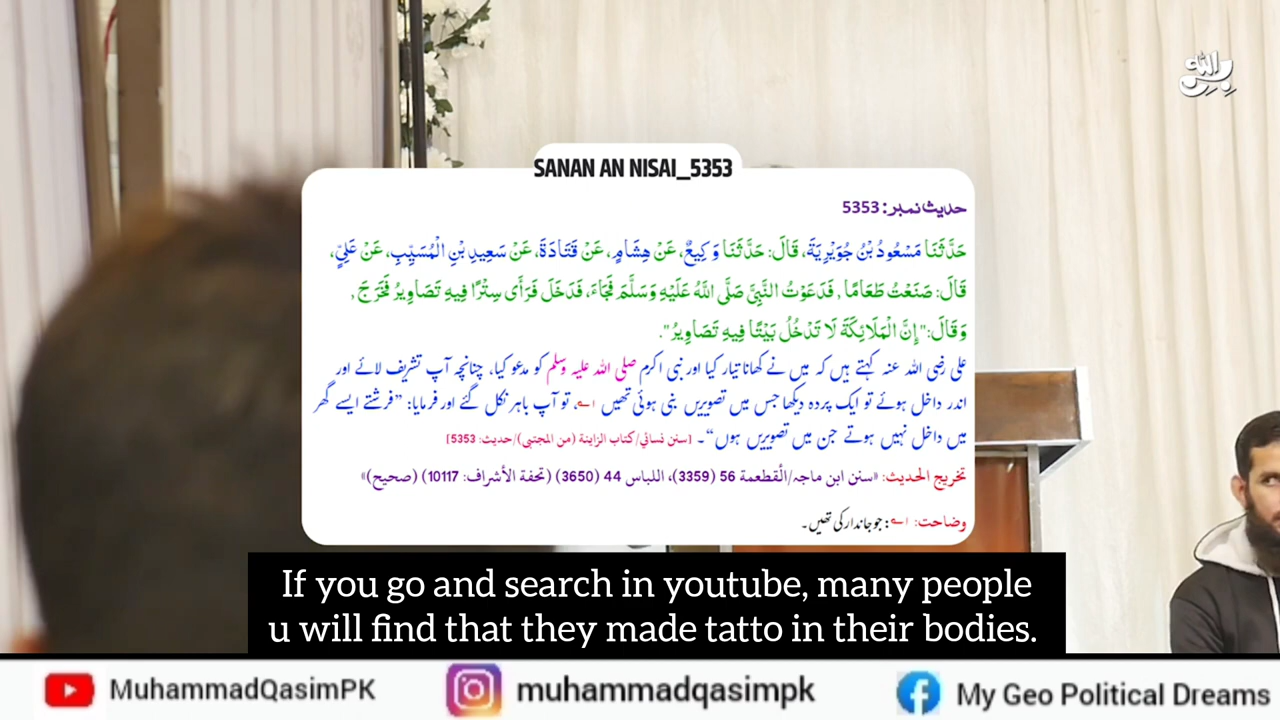 بسم الله
SANAN AN NISAI_5353
حدیث نمبر: 5353
حَدَّثَنَا مَسْعُودُ بْنُ جُوَيْرِيَةَ، قَالَ: حَدَّثَنَا وَكِيعٌ، عَنْ هِشَامٍ، عَنْ قَتَادَةَ، عَنْ سَعِيدِ بْنِ الْمُسَيِّبِ، عَنْ عَلِيٍّ،
قَالَ: صَنَعْتُ طَعَامًا , فَدَعَوْتُ النَّبِيَّ صَلَّى اللَّهُ عَلَيْهِ وَسَلَّمَ فَجَاءَ، فَدَخَلَ فَرَأَى سِتْرًا فِيهِ تَصَاوِيرُ فَخَرَجَ ,
وَقَالَ:" إِنَّ الْمَلَائِكَةَ لَا تَدْخُلُ بَيْتًا فِيهِ تَصَاوِيرُ".
علی رضی اللہ عنہ کہتے ہیں کہ میں نے کھانا تیار کیا اور نبی اکرم صلی اللہ علیہ وسلم کو مدعو کیا، چنانچہ آپ تشریف لائے اور
اندر داخل ہوئے تو ایک پردہ دیکھا جس میں تصویریں بنی ہوئی تھیں ۱؎، تو آپ باہر نکل گئے اور فرمایا: ”فرشتے ایسے گھر
میں داخل نہیں ہوتے جن میں تصویریں ہوں“۔ [سنن نسائي/كتاب الزاينة (من المجتبى)/حدیث: 5353]
تخریج الحدیث: «سنن ابن ماجہ/الٔقطعمة 56 (3359)، اللباس 44 (3650) (تحفة الأشراف: 10117) (صحیح)»
وضاحت: ۱؎: جو جاندار کی تھیں۔
If you go and search in youtube, many people
u will find that they made tatto in their bodies.
MuhammadQasimPK
muhammadqasimpk
My Geo Political Dreams